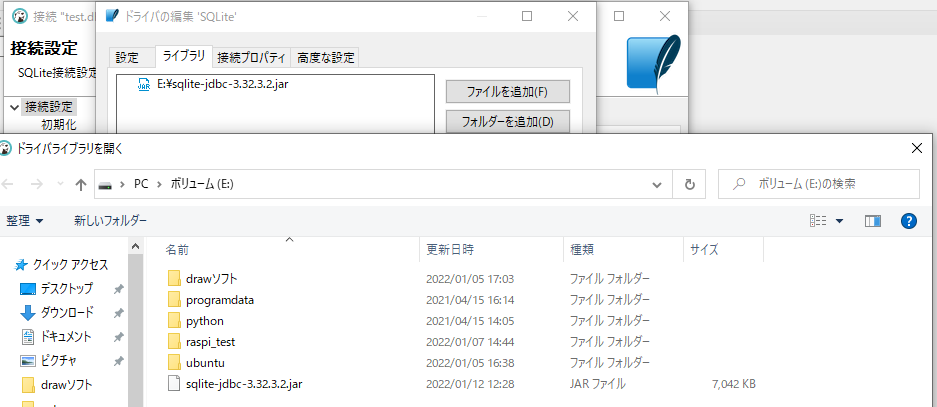 接続 "test.d
ドライバの編集 'SQLite'
接続設定
SQLite接続設定
設定
ライブラリ
接続プロパティ
高度な設定
JAR
E:¥sqlite-jdbc-3.32.3.2.jar
ファイルを追加(F)
フォルダーを追加(D)
接続設定
初期化
ドライバライブラリを開く
PC
ボリューム (E:)
ボリューム (E:)の検索
整理
新しいフォルダー
名前
更新日時
種類
サイズ
クイック アクセス
デスクトップ
ダウンロード
ドキュメント
ピクチャ
drawソフト
drawソフト 2022/01/05 17:03 ファイル フォルダー
programdata 2021/04/15 16:14 ファイル フォルダー
python 2021/04/15 14:05 ファイル フォルダー
raspi_test 2022/01/07 14:44 ファイル フォルダー
ubuntu 2022/01/05 16:38 ファイル フォルダー
sqlite-jdbc-3.32.3.2.jar 2022/01/12 12:28 JAR ファイル 7,042 KB